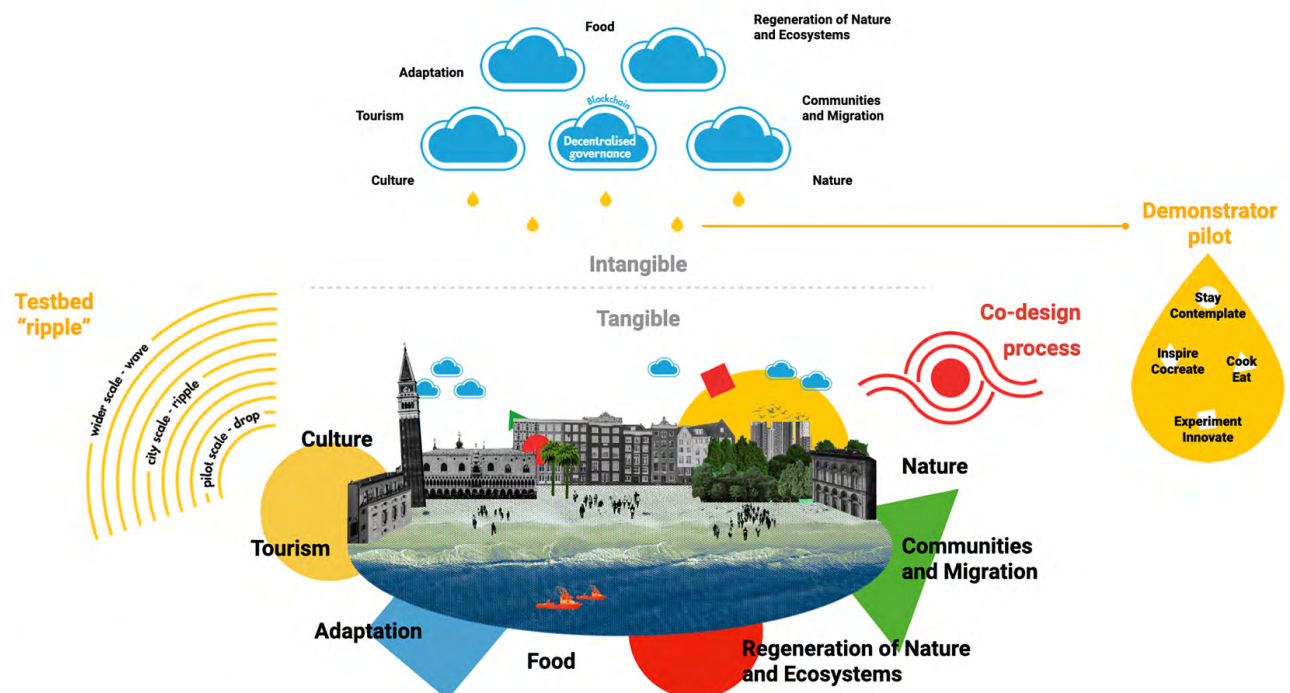 Food
Regeneration of Nature
and Ecosystems
Adaptation
Blockchain
Tourism
Communities
and Migration
Decentralised
governance
Culture
Nature
Demonstrator
pilot
Intangible
Testbed
"ripple"
Tangible
Stay
Contemplate
Co-design
process
Inspire
Cocreate
Cook
Eat
Experiment
Innovate
wider scale - wave
city scale - ripple
pilot scale - drop
Culture
Nature
Tourism
Communities
and Migration
Adaptation
Food
Regeneration of Nature
and Ecosystems